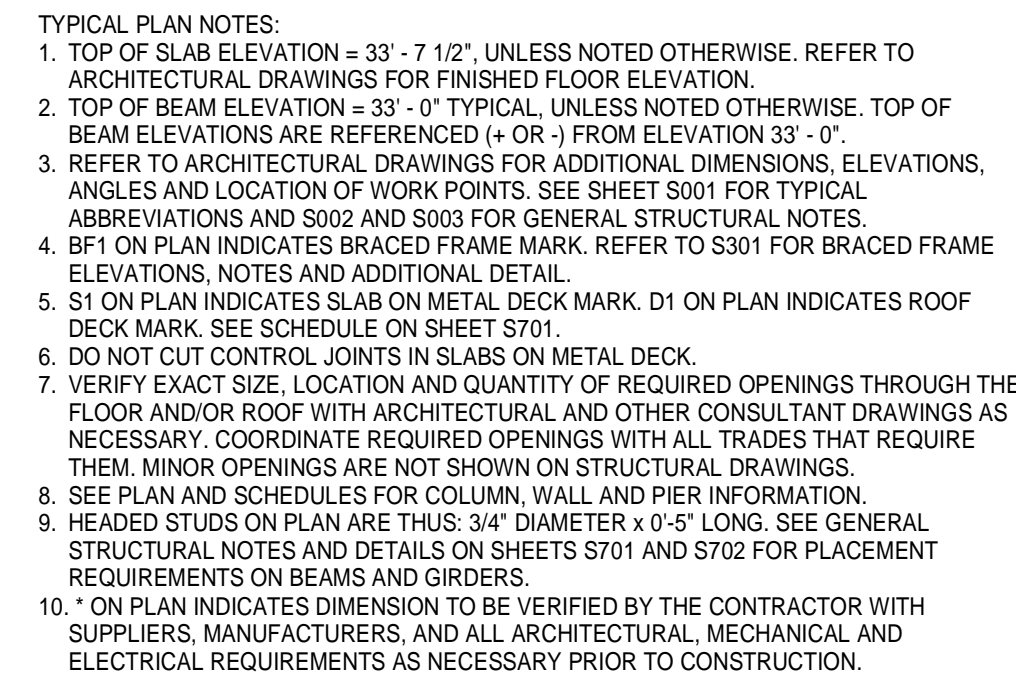 TYPICAL PLAN NOTES:
1. TOP OF SLAB ELEVATION = 33' - 7 1/2", UNLESS NOTED OTHERWISE. REFER TO
ARCHITECTURAL DRAWINGS FOR FINISHED FLOOR ELEVATION.
2. TOP OF BEAM ELEVATION = 33' - 0" TYPICAL, UNLESS NOTED OTHERWISE. TOP OF
BEAM ELEVATIONS ARE REFERENCED (+ OR -) FROM ELEVATION 33' - 0".
3. REFER TO ARCHITECTURAL DRAWINGS FOR ADDITIONAL DIMENSIONS, ELEVATIONS,
ANGLES AND LOCATION OF WORK POINTS. SEE SHEET S001 FOR TYPICAL
ABBREVIATIONS AND S002 AND S003 FOR GENERAL STRUCTURAL NOTES.
4. BF1 ON PLAN INDICATES BRACED FRAME MARK. REFER TO S301 FOR BRACED FRAME
ELEVATIONS, NOTES AND ADDITIONAL DETAIL.
5. S1 ON PLAN INDICATES SLAB ON METAL DECK MARK. D1 ON PLAN INDICATES ROOF
DECK MARK. SEE SCHEDULE ON SHEET S701.
6. DO NOT CUT CONTROL JOINTS IN SLABS ON METAL DECK.
7. VERIFY EXACT SIZE, LOCATION AND QUANTITY OF REQUIRED OPENINGS THROUGH THE
FLOOR AND/OR ROOF WITH ARCHITECTURAL AND OTHER CONSULTANT DRAWINGS AS
NECESSARY. COORDINATE REQUIRED OPENINGS WITH ALL TRADES THAT REQUIRE
THEM. MINOR OPENINGS ARE NOT SHOWN ON STRUCTURAL DRAWINGS.
8. SEE PLAN AND SCHEDULES FOR COLUMN, WALL AND PIER INFORMATION.
9. HEADED STUDS ON PLAN ARE THUS: 3/4" DIAMETER x 0'-5" LONG. SEE GENERAL
STRUCTURAL NOTES AND DETAILS ON SHEETS S701 AND S702 FOR PLACEMENT
REQUIREMENTS ON BEAMS AND GIRDERS.
10. * ON PLAN INDICATES DIMENSION TO BE VERIFIED BY THE CONTRACTOR WITH
SUPPLIERS, MANUFACTURERS, AND ALL ARCHITECTURAL, MECHANICAL AND
ELECTRICAL REQUIREMENTS AS NECESSARY PRIOR TO CONSTRUCTION.